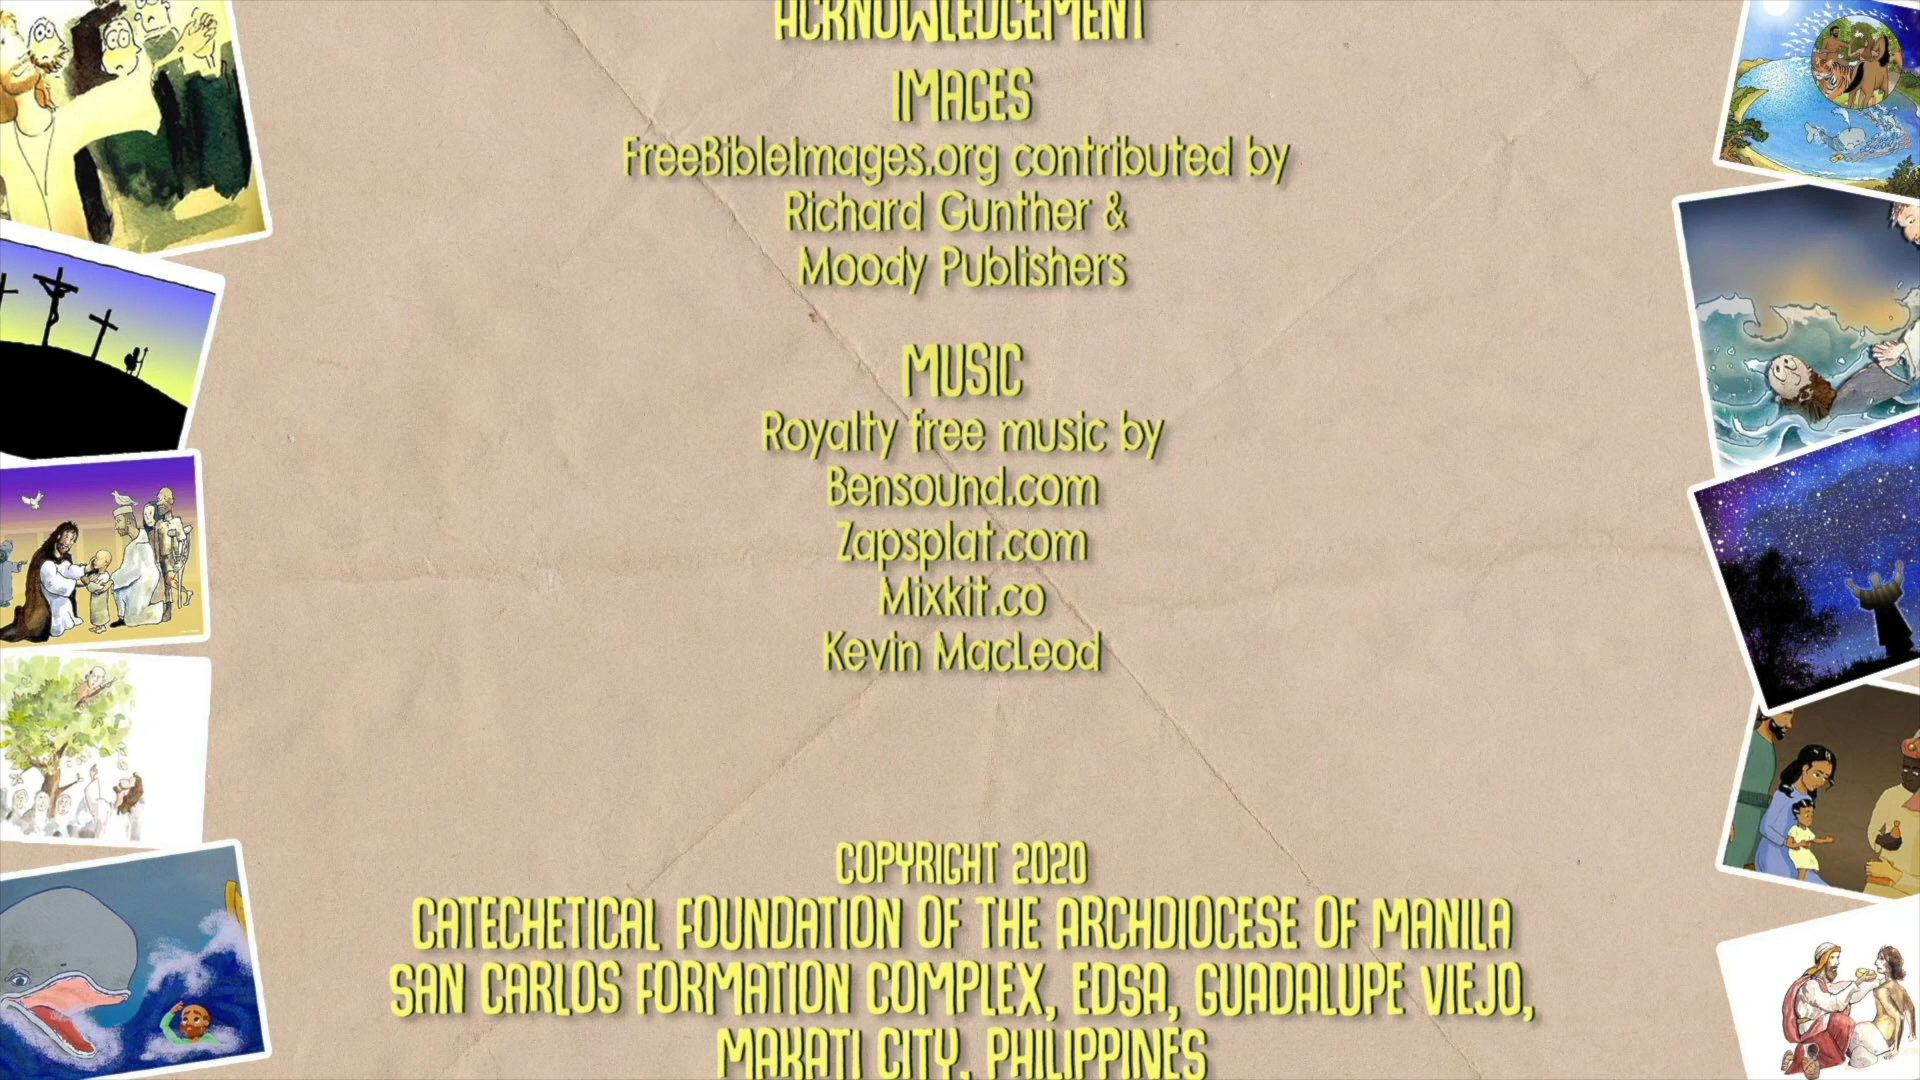 ACKNOWLEDGEMENT
IMAGES
FreeBibleImages.org contributed by
Richard Gunther &
Moody Publishers
MUSIC
Royalty free music by
Bensound.com
Zapsplat.com
Mixkit.co
Kevin MacLeod
COPYRIGHT 2020
CATECHETICAL FOUNDATION OF THE ARCHDIOCESE OF MANILA
SAN CARLOS FORMATION COMPLEX, EDSA, GUADALUPE VIEJO,
MAKATI CITY, PHILIPPINES